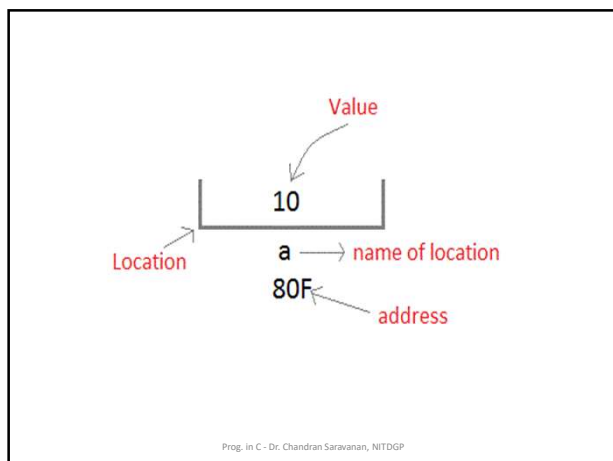 Value
10
a name of location
Location
80F
address
Prog. in C - Dr. Chandran Saravanan, NITDGP